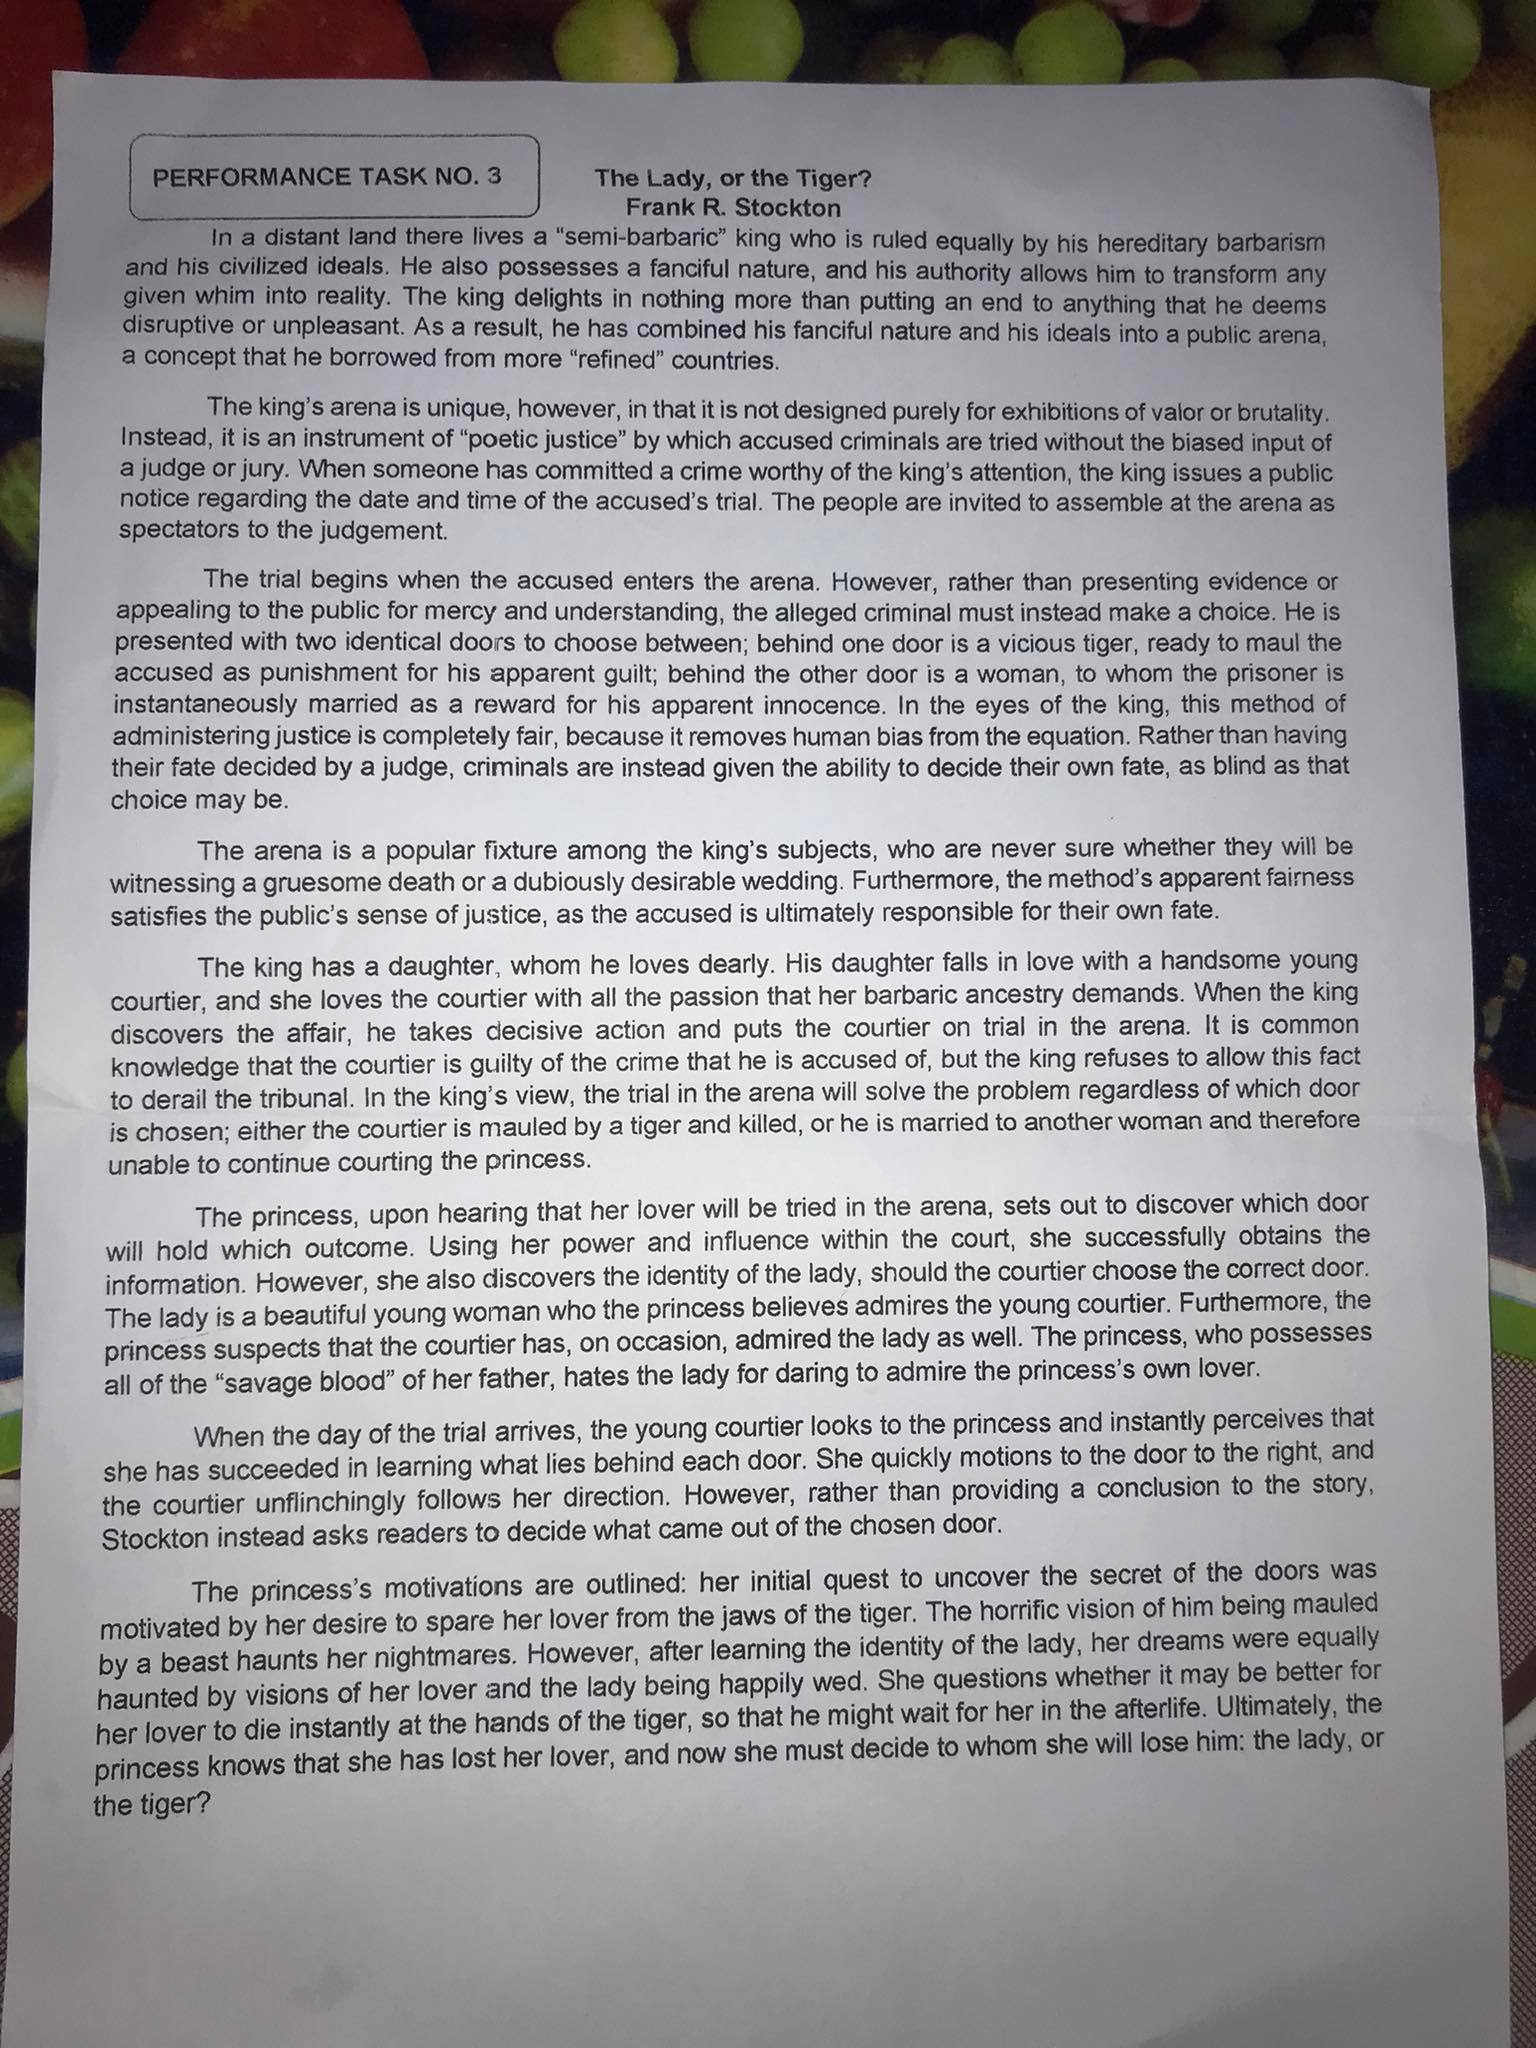 PERFORMANCE TASK NO. 3
The Lady, or the Tiger?
Frank R. Stockton
In a distant land there lives a “semi-barbaric” king who is ruled equally by his hereditary barbarism
and his civilized ideals. He also possesses a fanciful nature, and his authority allows him to transform any
given whim into reality. The king delights in nothing more than putting an end to anything that he deems
disruptive or unpleasant. As a result, he has combined his fanciful nature and his ideals into a public arena,
a concept that he borrowed from more “refined” countries.
The king’s arena is unique, however, in that it is not designed purely for exhibitions of valor or brutality.
Instead, it is an instrument of “poetic justice” by which accused criminals are tried without the biased input of
a judge or jury. When someone has committed a crime worthy of the king’s attention, the king issues a public
notice regarding the date and time of the accused’s trial. The people are invited to assemble at the arena as
spectators to the judgement.
The trial begins when the accused enters the arena. However, rather than presenting evidence or
appealing to the public for mercy and understanding, the alleged criminal must instead make a choice. He is
presented with two identical doors to choose between; behind one door is a vicious tiger, ready to maul the
accused as punishment for his apparent guilt; behind the other door is a woman, to whom the prisoner is
instantaneously married as a reward for his apparent innocence. In the eyes of the king, this method of
administering justice is completely fair, because it removes human bias from the equation. Rather than having
their fate decided by a judge, criminals are instead given the ability to decide their own fate, as blind as that
choice may be.
The arena is a popular fixture among the king’s subjects, who are never sure whether they will be
witnessing a gruesome death or a dubiously desirable wedding. Furthermore, the method’s apparent fairness
satisfies the public’s sense of justice, as the accused is ultimately responsible for their own fate.
The king has a daughter, whom he loves dearly. His daughter falls in love with a handsome young
courtier, and she loves the courtier with all the passion that her barbaric ancestry demands. When the king
discovers the affair, he takes decisive action and puts the courtier on trial in the arena. It is common
knowledge that the courtier is guilty of the crime that he is accused of, but the king refuses to allow this fact
to derail the tribunal. In the king’s view, the trial in the arena will solve the problem regardless of which door
is chosen; either the courtier is mauled by a tiger and killed, or he is married to another woman and therefore
unable to continue courting the princess.
The princess, upon hearing that her lover will be tried in the arena, sets out to discover which door
will hold which outcome. Using her power and influence within the court, she successfully obtains the
information. However, she also discovers the identity of the lady, should the courtier choose the correct door.
The lady is a beautiful young woman who the princess believes admires the young courtier. Furthermore, the
princess suspects that the courtier has, on occasion, admired the lady as well. The princess, who possesses
all of the “savage blood” of her father, hates the lady for daring to admire the princess’s own lover.
When the day of the trial arrives, the young courtier looks to the princess and instantly perceives that
she has succeeded in learning what lies behind each door. She quickly motions to the door to the right, and
the courtier unflinchingly follows her direction. However, rather than providing a conclusion to the story,
Stockton instead asks readers to decide what came out of the chosen door.
The princess’s motivations are outlined: her initial quest to uncover the secret of the doors was
motivated by her desire to spare her lover from the jaws of the tiger. The horrific vision of him being mauled
by a beast haunts her nightmares. However, after learning the identity of the lady, her dreams were equally
haunted by visions of her lover and the lady being happily wed. She questions whether it may be better for
her lover to die instantly at the hands of the tiger, so that he might wait for her in the afterlife. Ultimately, the
princess knows that she has lost her lover, and now she must decide to whom she will lose him: the lady, or
the tiger?